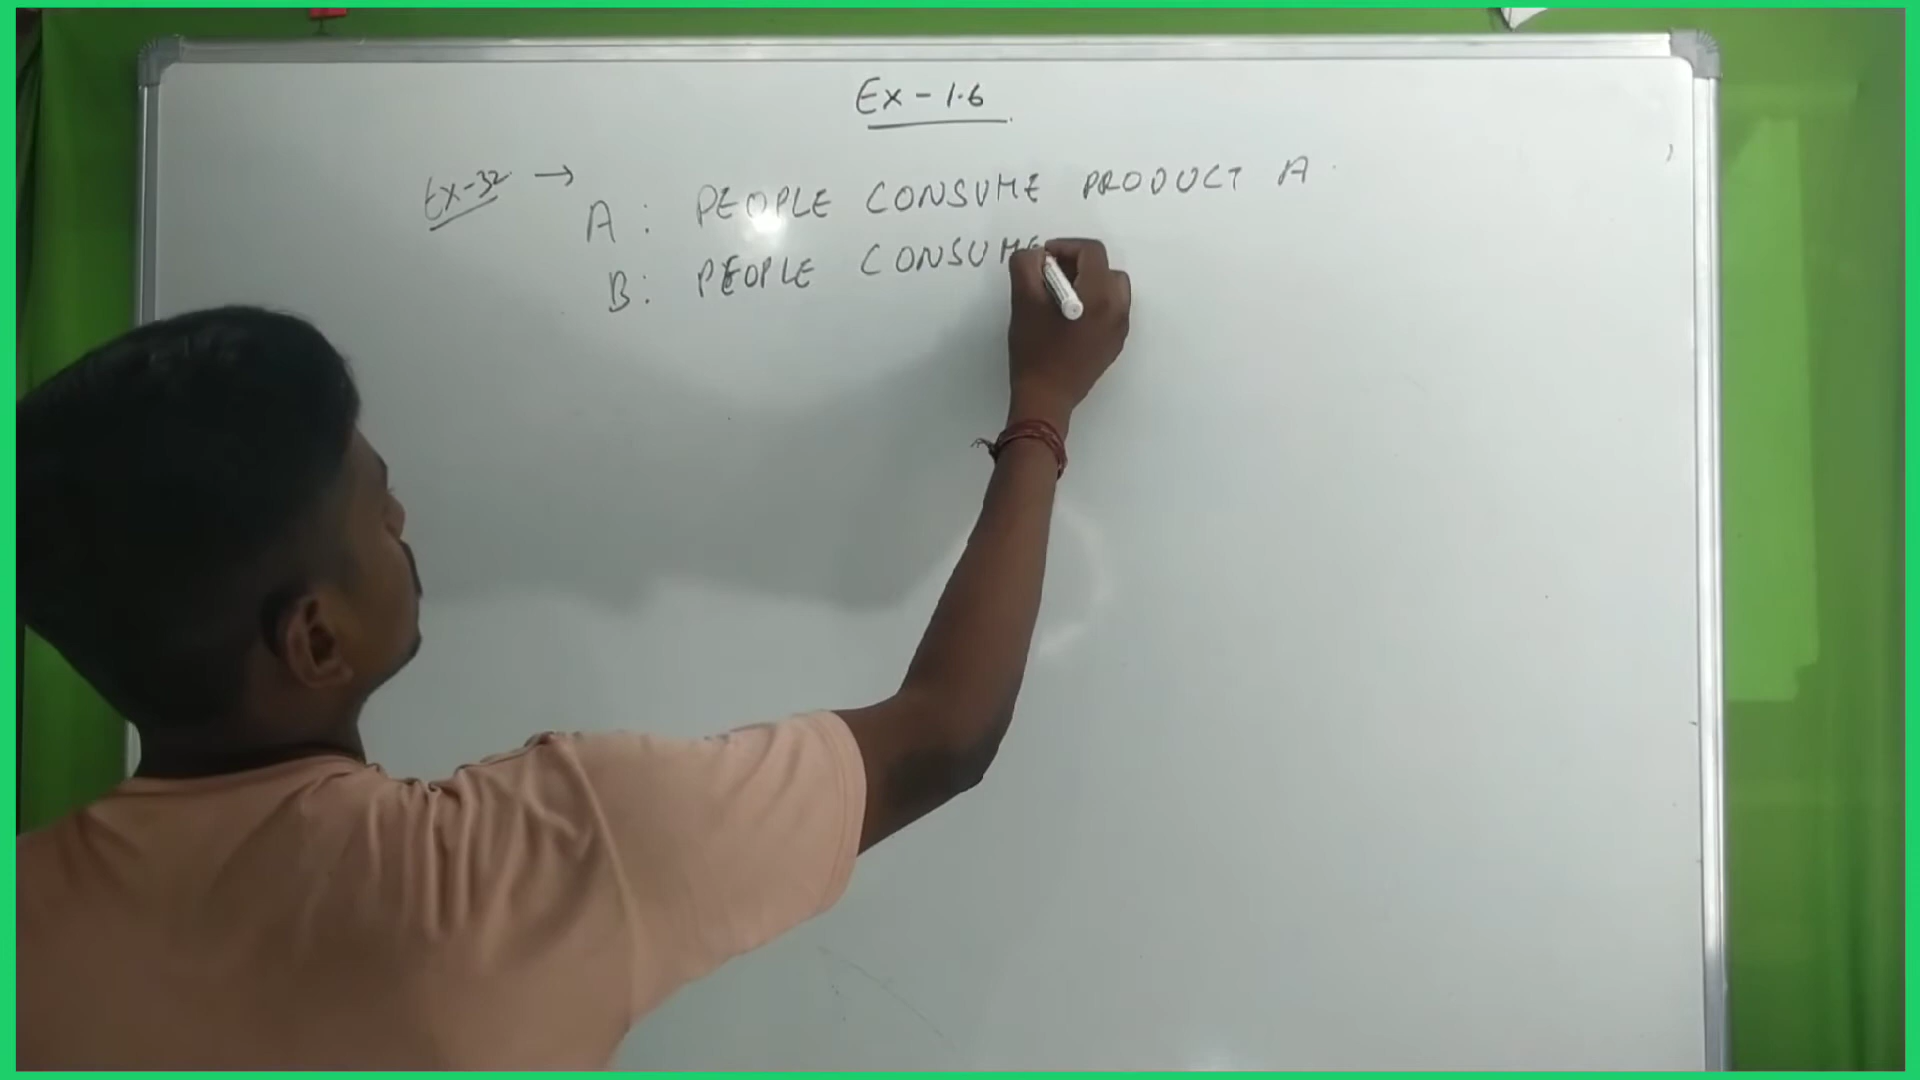 Ex - 1.6
Ex-32 → A : PEOPLE CONSUME PRODUCT A
B : PEOPLE CONSUME